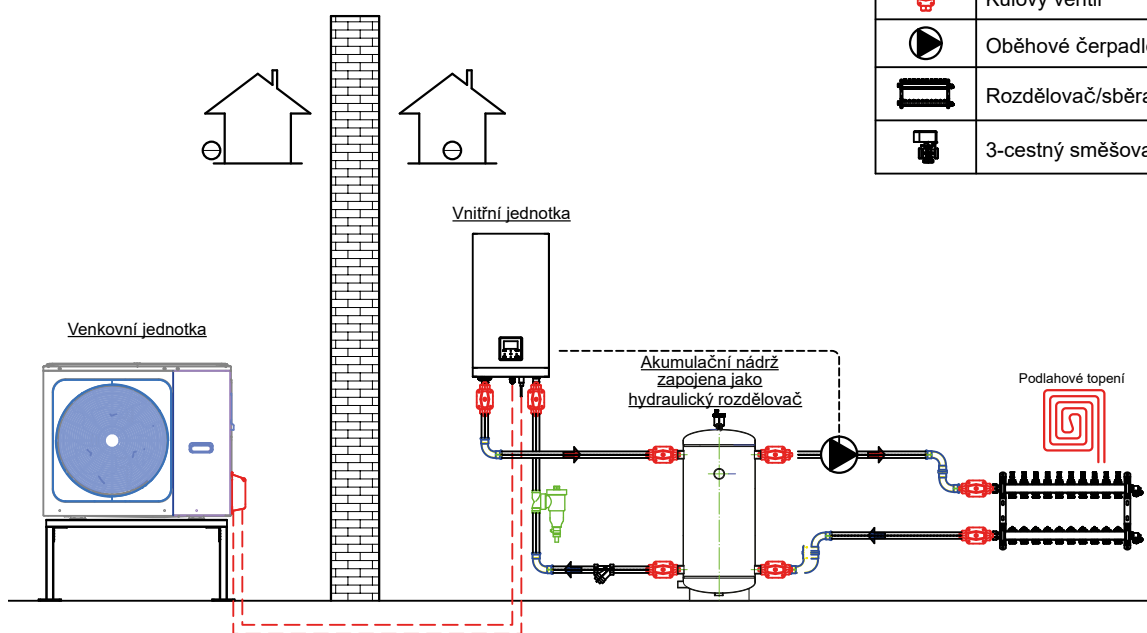 Kulový ventil
Oběhové čerpadl
Rozdělovač/sběra
3-cestný směšova
Vnitřní jednotka
Venkovní jednotka
Akumulační nádrž
zapojena jako
hydraulický rozdělovač
Podlahové topení